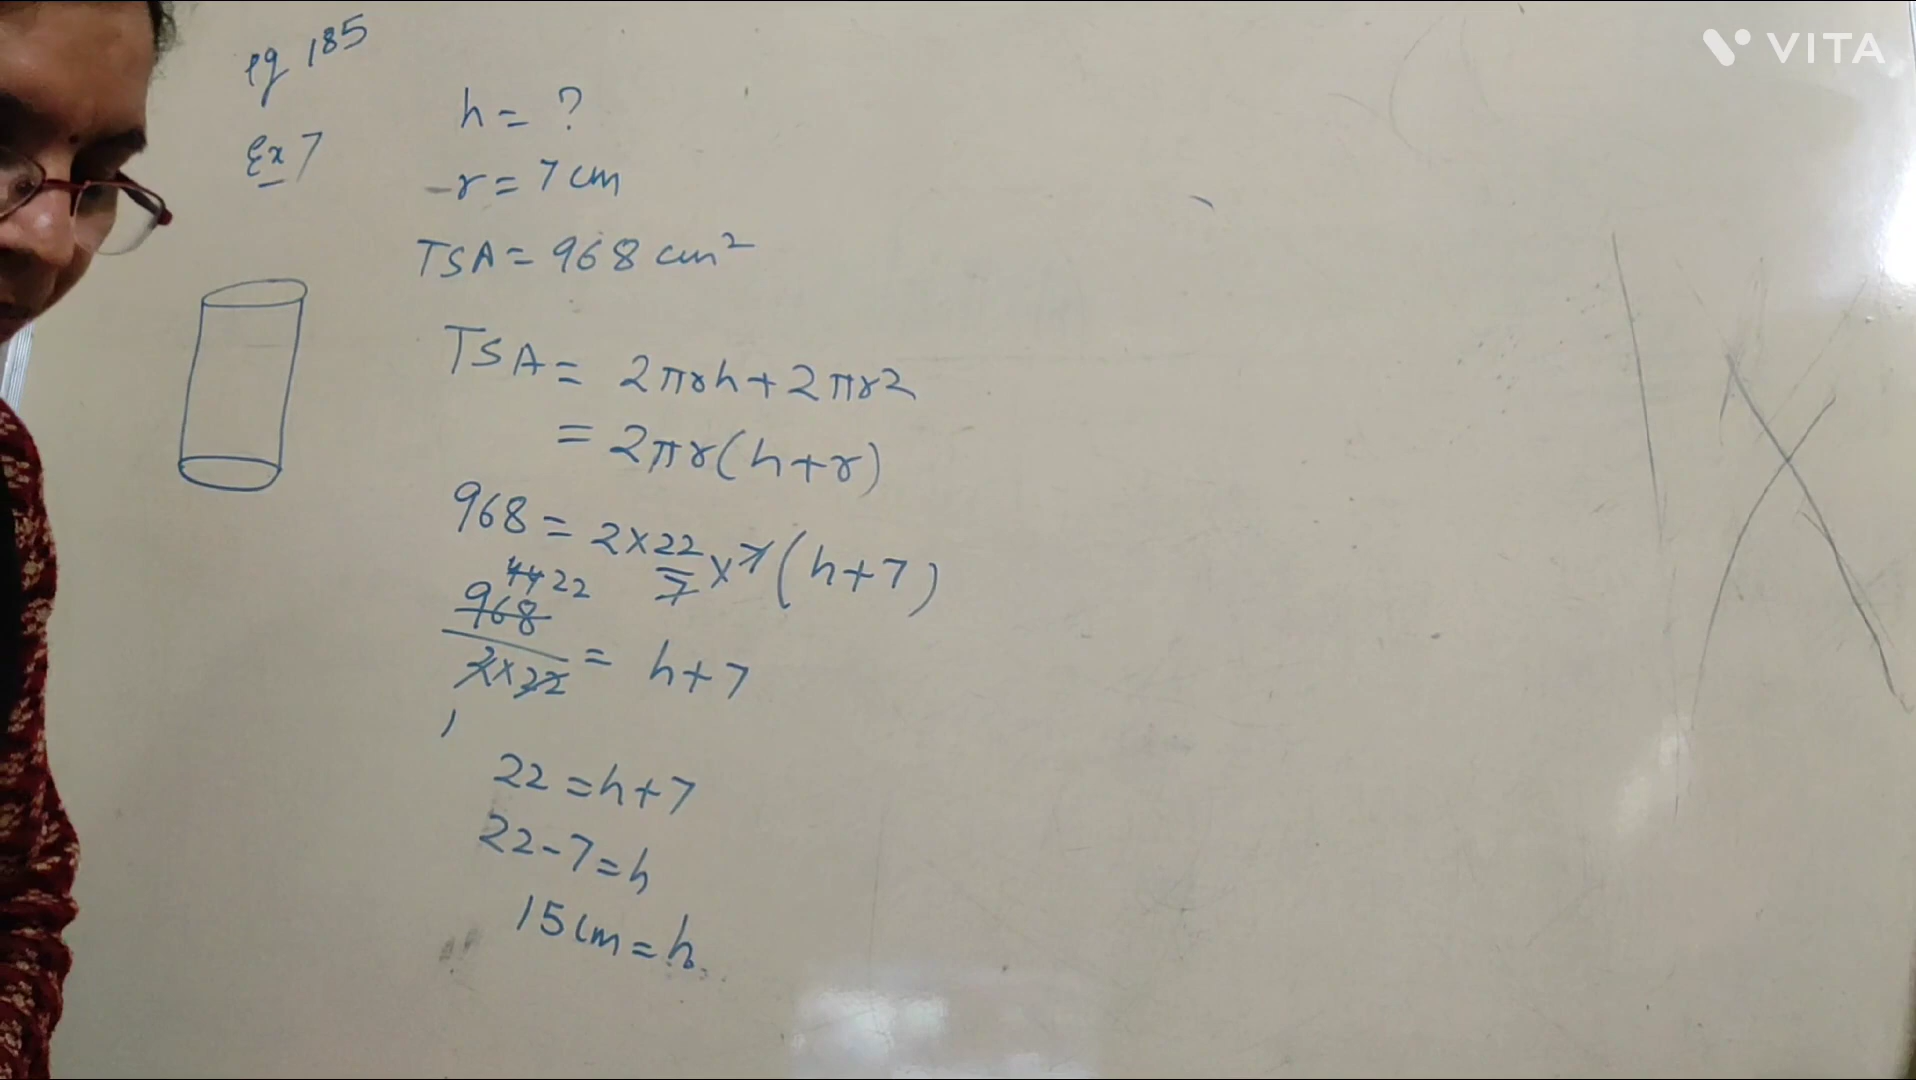 VITA
pg 185
Ex 7
h = ?
r = 7 cm
TSA = 968 cm²
TSA = 2πrh + 2πr2
= 2πr(h+r)
968 = 2 × 22/7 × 7 (h+7)
44 22
968/2×22 = h+7
1
22 = h+7
22-7 = h
15 cm = h.